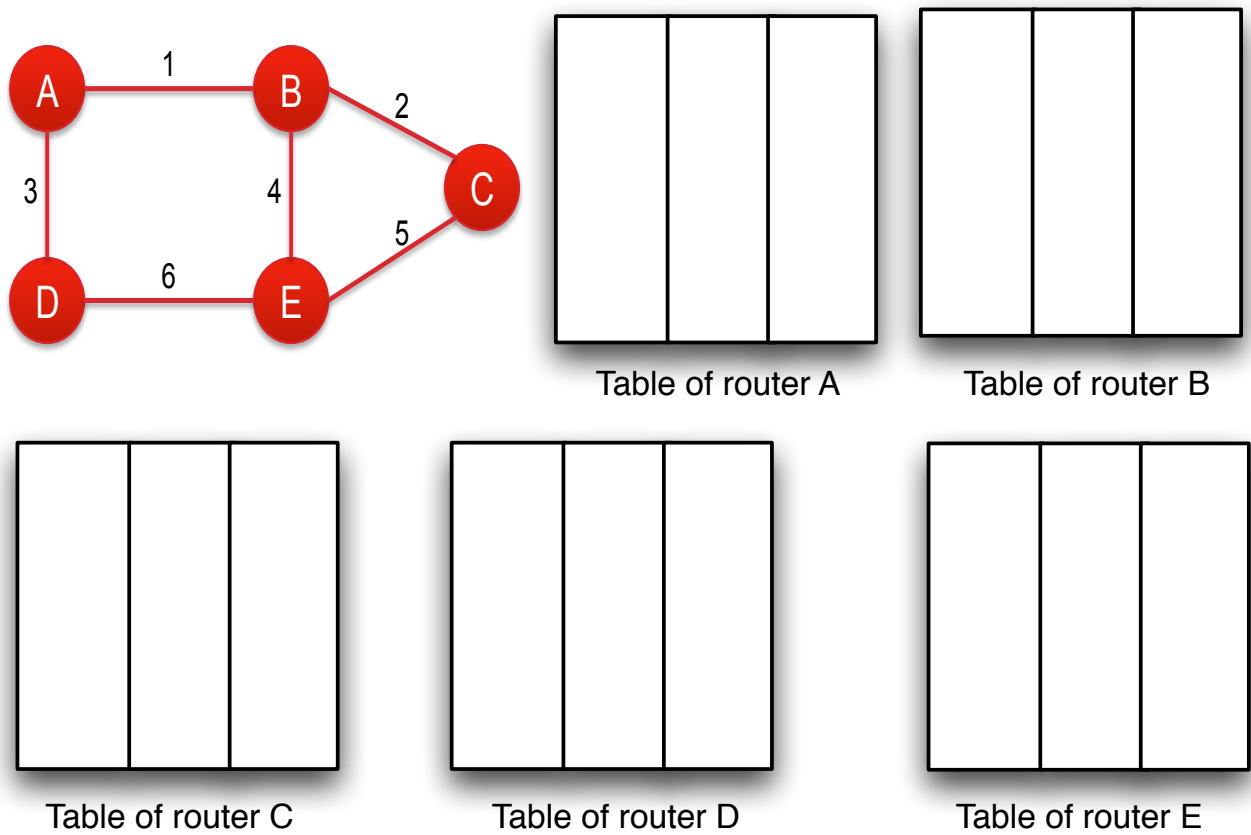 1
A
B
2
3
4
C
5
6
D
E
Table of router A
Table of router B
Table of router C
Table of router D
Table of router E